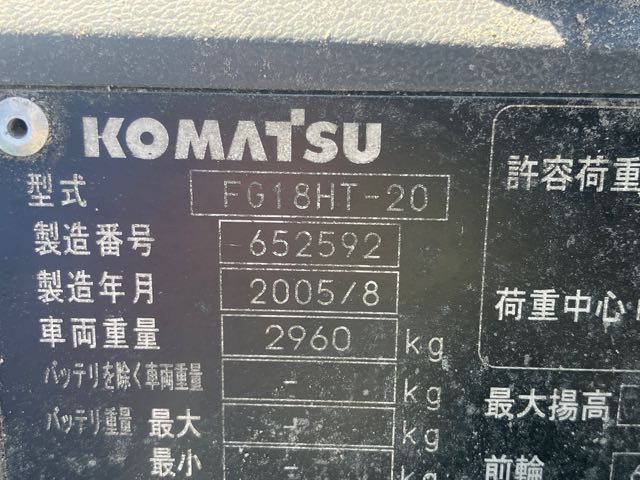 KOMATSU
型式 FG18HT-20
製造番号 652592
製造年月 2005/8
車両重量 2960 kg
バッテリを除く車両重量 - kg
バッテリ重量 最大 - kg
最小 - kg
許容荷重
荷重中心
最大揚高
前輪